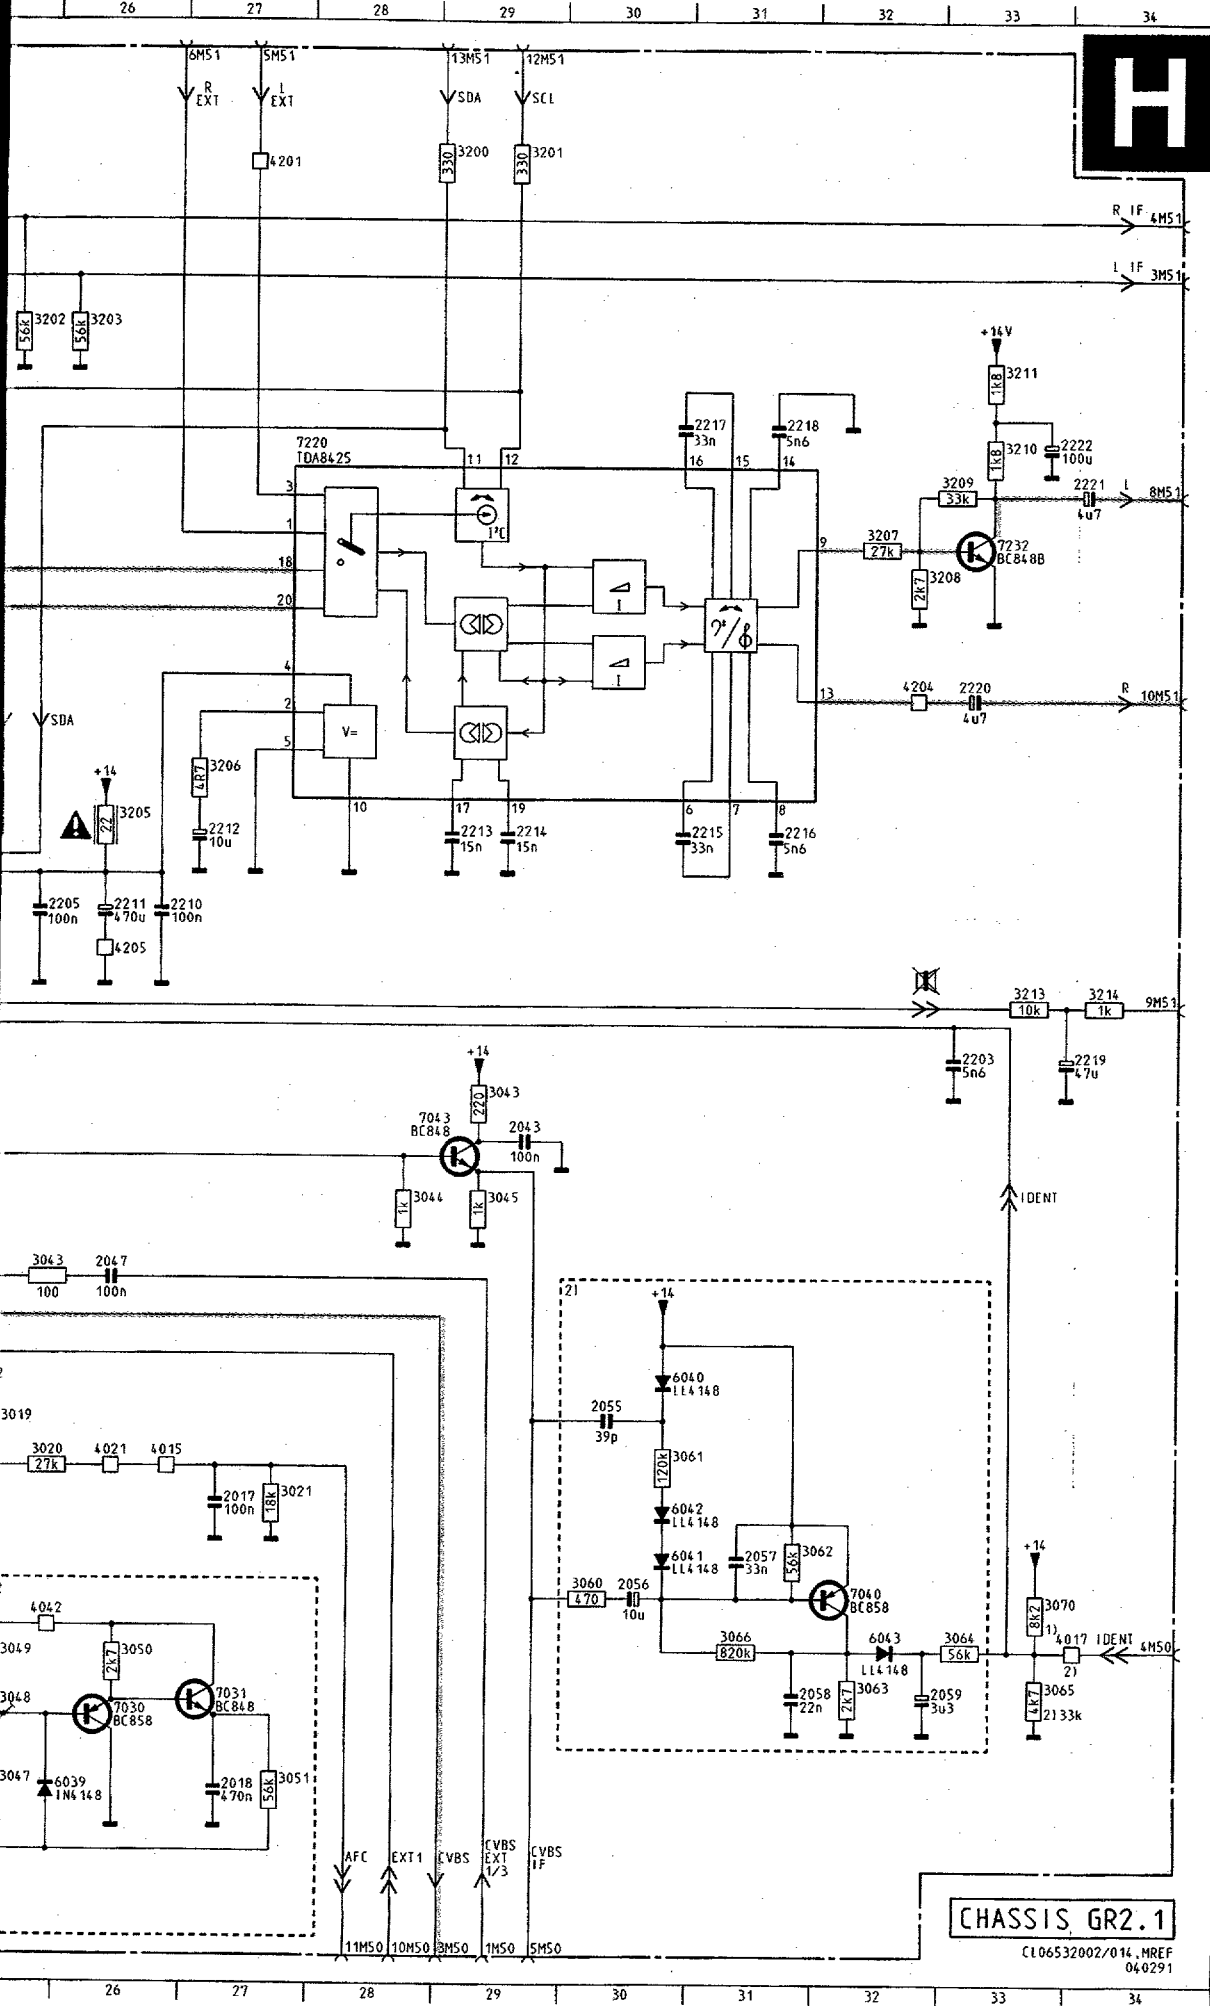 26 27 28 29 30 31 32 33 34
H
6M51 5M51 13M51 12M51
R EXT
L EXT
SDA SCL
4201
330 3200
330 3201
R IF 4M51
L IF 3M51
56k 3202
56k 3203
+14V
1k8 3211
1k8 3210
2222 100u
2217 33n
2218 5n6
7220
TDA8425
11 12 16 15 14
3
1
18
20
4
2
5
I²C
9
13
3209 33k
3207 27k
2k7 3208
7232
BC848B
2221 4u7
L 8M51
4204
2220 4u7
R 10M51
SDA
V=
4R7 3206
2212 10u
+14
22 3205
10 17 19 6 7 8
2213 15n
2214 15n
2215 33n
2216 5n6
2205 100n
2211 470u
2210 100n
4205
3213 10k
3214 1k
9M51
2203 5n6
2219 47u
+14
220 3043
7043
BC848
2043 100n
1k 3044
1k 3045
IDENT
3043 100
2047 100n
2)
+14
6040 LL4148
2055 39p
120k 3061
6042 LL4148
6041 LL4148
3019
3020 27k
4021 4015
2017 100n
18k 3021
2057 33n
56k 3062
3060 470
2056 10u
7040
BC858
+14
8k2 3070
1)
4017
2)
IDENT 4M50
3066 820k
6043 LL4148
3064 56k
2058 22n
2k7 3063
2059 3u3
4k7 3065
2)33k
4042
3049
2k7 3050
3048
7030
BC858
7031
BC848
3047
6039
1N4148
2018 470n
56k 3051
AFC EXT1 CVBS
CVBS EXT 1/3
CVBS IF
11M50 10M50 3M50 1M50 5M50
CHASSIS GR2.1
CL06532002/014.MREF
040291
26 27 28 29 30 31 32 33 34